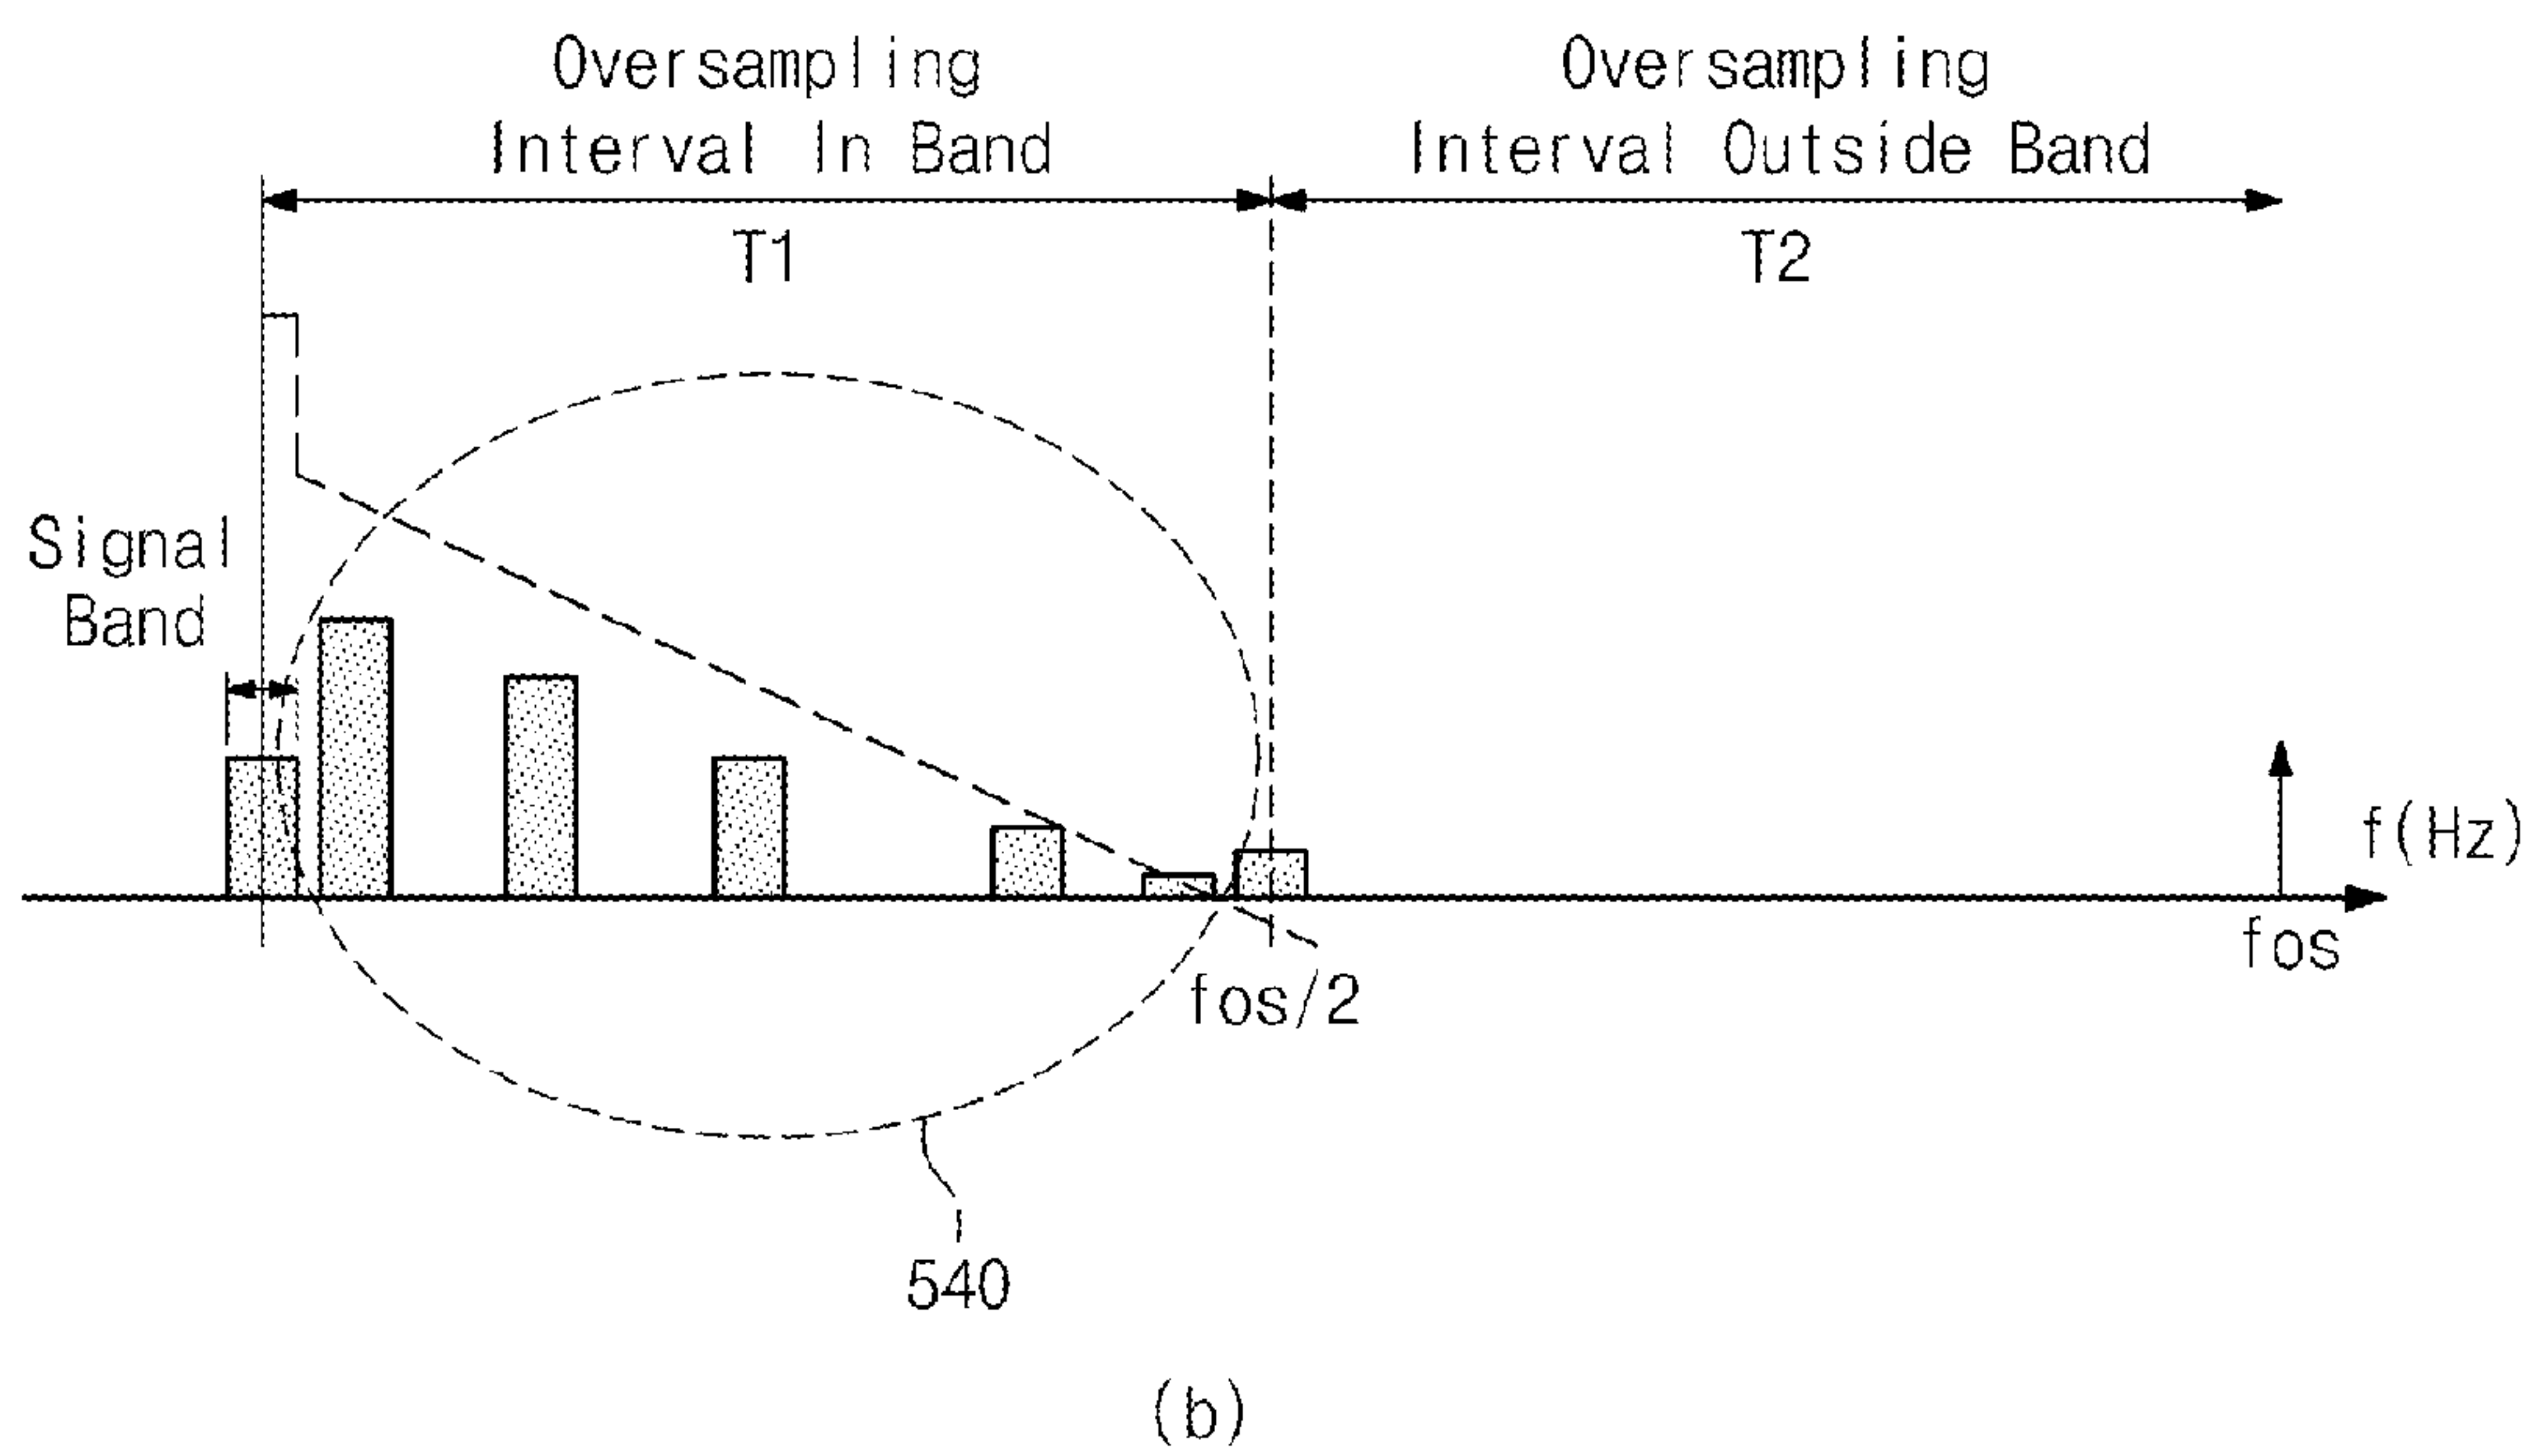 Oversampling
Interval In Band
T1
Oversampling
Interval Outside Band
T2
Signal
Band
f(Hz)
fos
fos/2
540
(b)